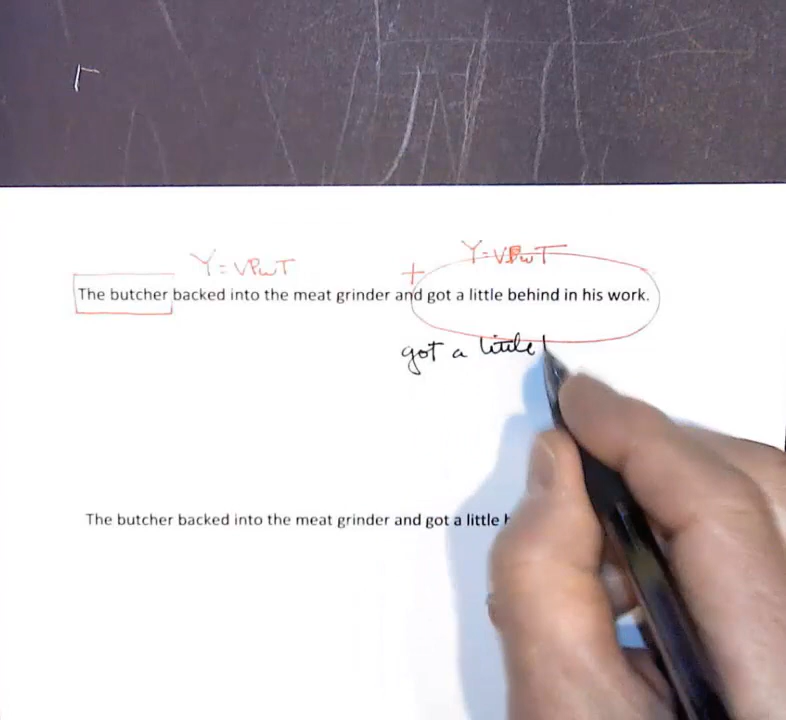 Y=VPwT Y=VPwT
+
The butcher backed into the meat grinder and got a little behind in his work.
got a little
The butcher backed into the meat grinder and got a little